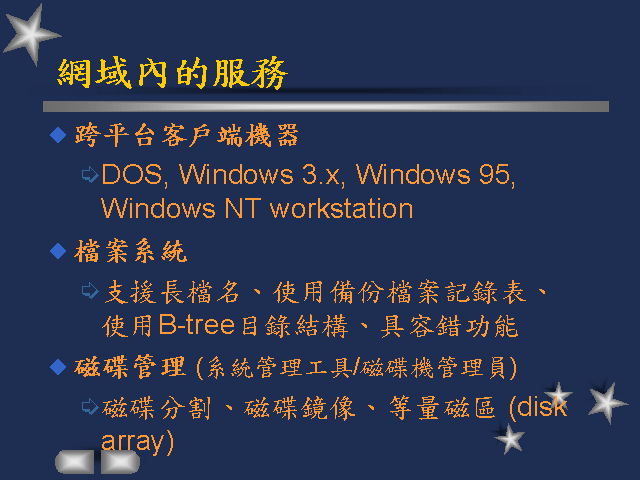 網域內的服務
跨平台客戶端機器
DOS, Windows 3.x, Windows 95,
Windows NT workstation
檔案系統
支援長檔名、使用備份檔案記錄表、
使用B-tree目錄結構、具容錯功能
磁碟管理 (系統管理工具/磁碟機管理員)
磁碟分割、磁碟鏡像、等量磁區 (disk
array)